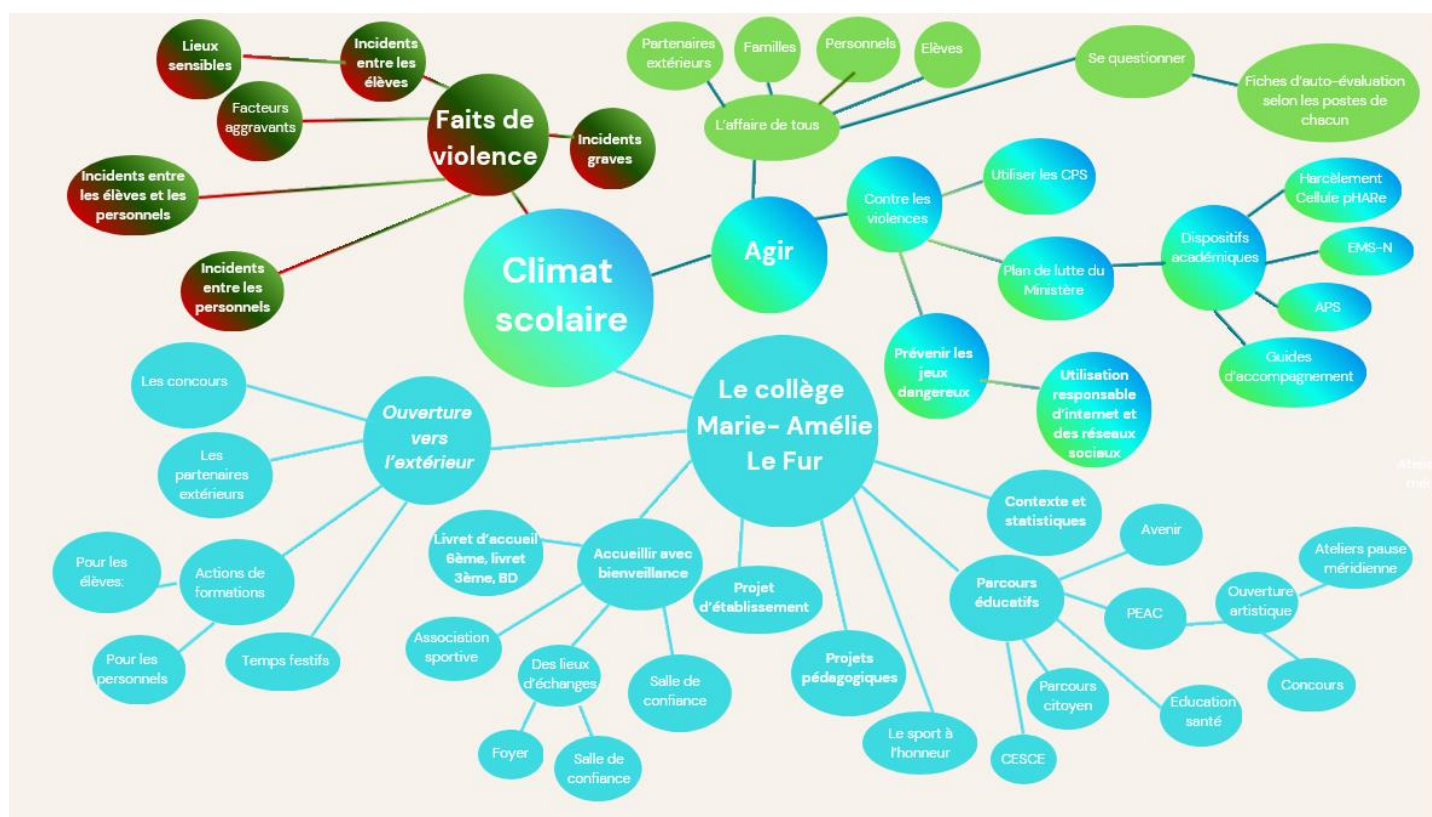 Lieux
sensibles
Incidents
entre les
élèves
Facteurs
aggravants
Faits de
violence
Incidents
graves
Incidents entre
les élèves et les
personnels
Incidents
entre les
personnels
Partenaires
extérieurs
Familles
Personnels
Elèves
Se questionner
Fiches d'auto-évaluation
selon les postes de
chacun
L'affaire de tous
Climat
scolaire
Agir
Contre les
violences
Utiliser les CPS
Plan de lutte du
Ministère
Dispositifs
académiques
Harcèlement
Cellule pHARe
EMS-N
APS
Guides
d'accompagnement
Prévenir les
jeux
dangereux
Utilisation
responsable
d'internet et
des réseaux
sociaux
Le collège
Marie- Amélie
Le Fur
Ouverture
vers
l'extérieur
Les concours
Les
partenaires
extérieurs
Actions de
formations
Pour les
élèves:
Pour les
personnels
Temps festifs
Livret d'accueil
6ème, livret
3ème, BD
Accueillir avec
bienveillance
Association
sportive
Des lieux
d'échanges
Foyer
Salle de
confiance
Salle de
confiance
Projet
d'établissement
Projets
pédagogiques
Le sport à
l'honneur
Contexte et
statistiques
Parcours
éducatifs
Avenir
PEAC
Ouverture
artistique
Ateliers pause
méridienne
Concours
Education
santé
Parcours
citoyen
CESCE